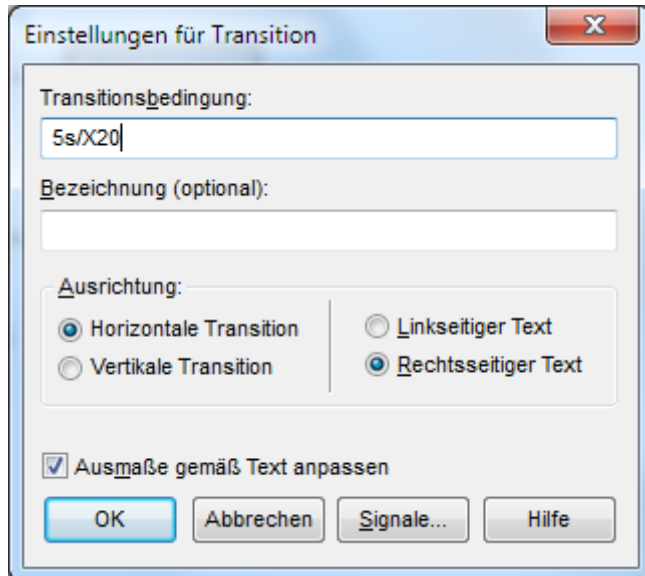 Einstellungen für Transition
Transitionsbedingung:
5s/X20
Bezeichnung (optional):
Ausrichtung:
Horizontale Transition
Linkseitiger Text
Vertikale Transition
Rechtsseitiger Text
Ausmaße gemäß Text anpassen
OK Abbrechen Signale... Hilfe